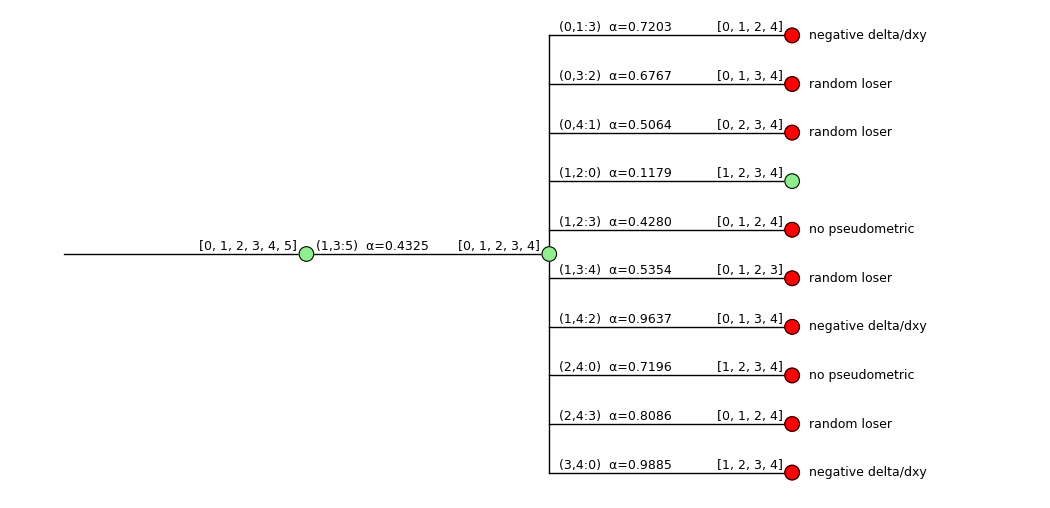 (0,1:3) α=0.7203 [0, 1, 2, 4] negative delta/dxy
(0,3:2) α=0.6767 [0, 1, 3, 4] random loser
(0,4:1) α=0.5064 [0, 2, 3, 4] random loser
(1,2:0) α=0.1179 [1, 2, 3, 4]
(1,2:3) α=0.4280 [0, 1, 2, 4] no pseudometric
[0, 1, 2, 3, 4, 5] (1,3:5) α=0.4325 [0, 1, 2, 3, 4]
(1,3:4) α=0.5354 [0, 1, 2, 3] random loser
(1,4:2) α=0.9637 [0, 1, 3, 4] negative delta/dxy
(2,4:0) α=0.7196 [1, 2, 3, 4] no pseudometric
(2,4:3) α=0.8086 [0, 1, 2, 4] random loser
(3,4:0) α=0.9885 [1, 2, 3, 4] negative delta/dxy